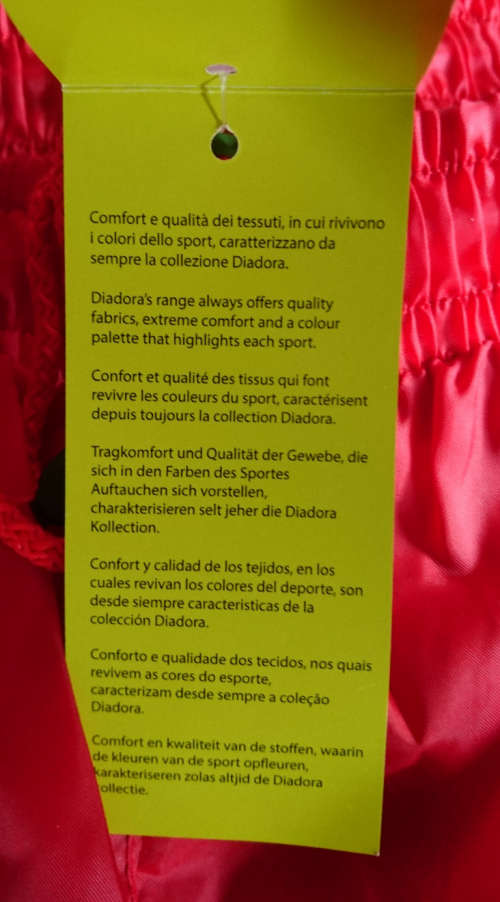 Comfort e qualità dei tessuti, in cui rivivono
i colori dello sport, caratterizzano da
sempre la collezione Diadora.
Diadora's range always offers quality
fabrics, extreme comfort and a colour
palette that highlights each sport.
Confort et qualité des tissus qui font
revivre les couleurs du sport, caractérisent
depuis toujours la collection Diadora.
Tragkomfort und Qualität der Gewebe, die
sich in den Farben des Sportes
Auftauchen sich vorstellen,
charakterisieren selt jeher die Diadora
Kollection.
Confort y calidad de los tejidos, en los
cuales revivan los colores del deporte, son
desde siempre caracteristicas de la
colección Diadora.
Conforto e qualidade dos tecidos, nos quais
revivem as cores do esporte,
caracterizam desde sempre a coleção
Diadora.
Comfort en kwaliteit van de stoffen, waarin
de kleuren van de sport opfleuren,
karakteriseren zolas altjid de Diadora
ollectie.